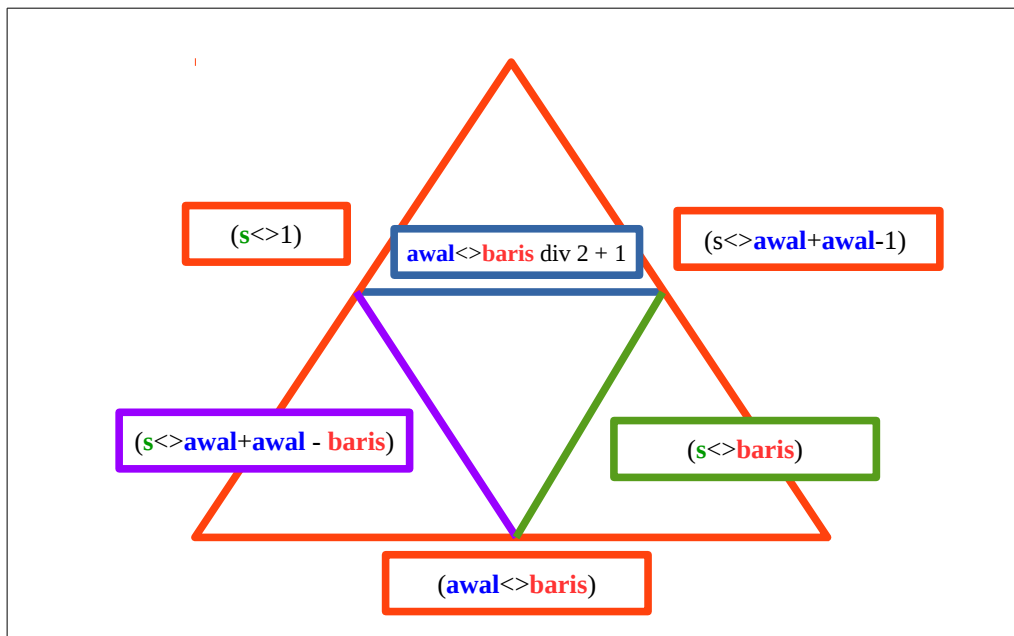 (s<>1)
awal<>baris div 2 + 1
(s<>awal+awal-1)
(s<>awal+awal - baris)
(s<>baris)
(awal<>baris)